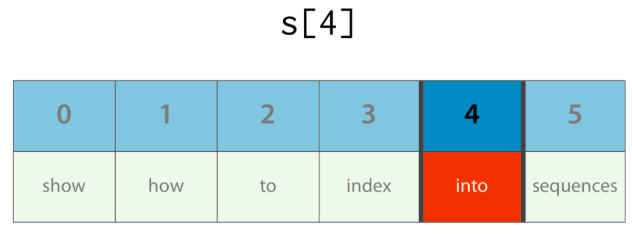 s[4]
0 1 2 3 4 5
show how to index into sequences